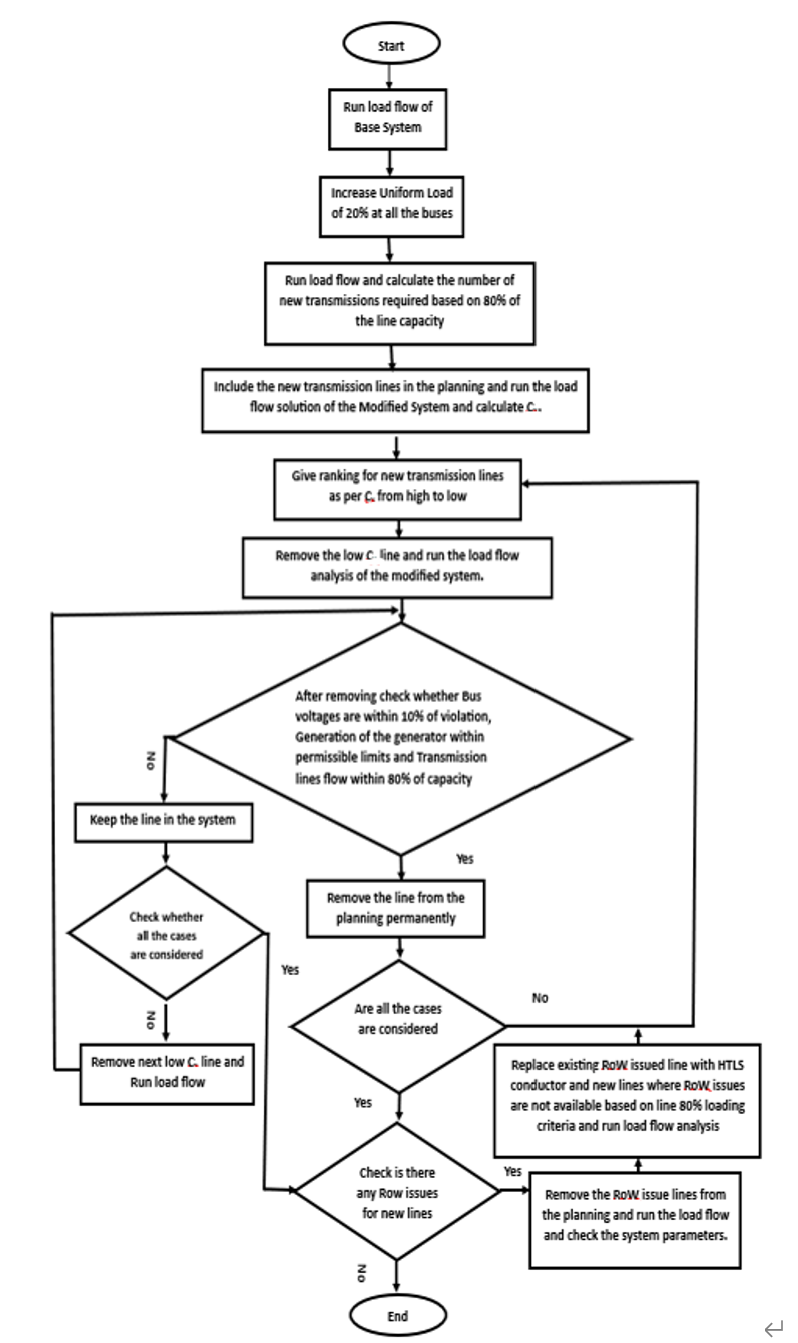 Start
Run load flow of
Base System
Increase Uniform Load
of 20% at all the buses
Run load flow and calculate the number of
new transmissions required based on 80% of
the line capacity
Include the new transmission lines in the planning and run the load
flow solution of the Modified System and calculate C..
Give ranking for new transmission lines
as per C. from high to low
Remove the low C. line and run the load flow
analysis of the modified system.
After removing check whether Bus
voltages are within 10% of violation,
Generation of the generator within
permissible limits and Transmission
lines flow within 80% of capacity
No
Keep the line in the system
Yes
Remove the line from the
planning permanently
Check whether
all the cases
are considered
Yes
No
Are all the cases
are considered
No
Remove next low C. line and
Run load flow
Replace existing RoW issued line with HTLS
conductor and new lines where RoW issues
are not available based on line 80% loading
criteria and run load flow analysis
Yes
Check is there
any Row issues
for new lines
Yes
Remove the RoW issue lines from
the planning and run the load flow
and check the system parameters.
No
End